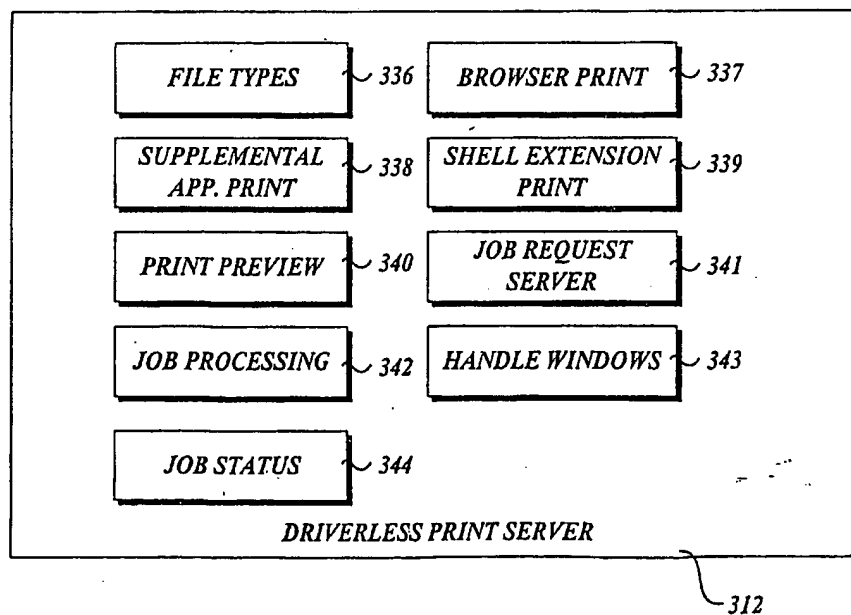 FILE TYPES 336
BROWSER PRINT 337
SUPPLEMENTAL
APP. PRINT 338
SHELL EXTENSION
PRINT 339
PRINT PREVIEW 340
JOB REQUEST
SERVER 341
JOB PROCESSING 342
HANDLE WINDOWS 343
JOB STATUS 344
DRIVERLESS PRINT SERVER
312